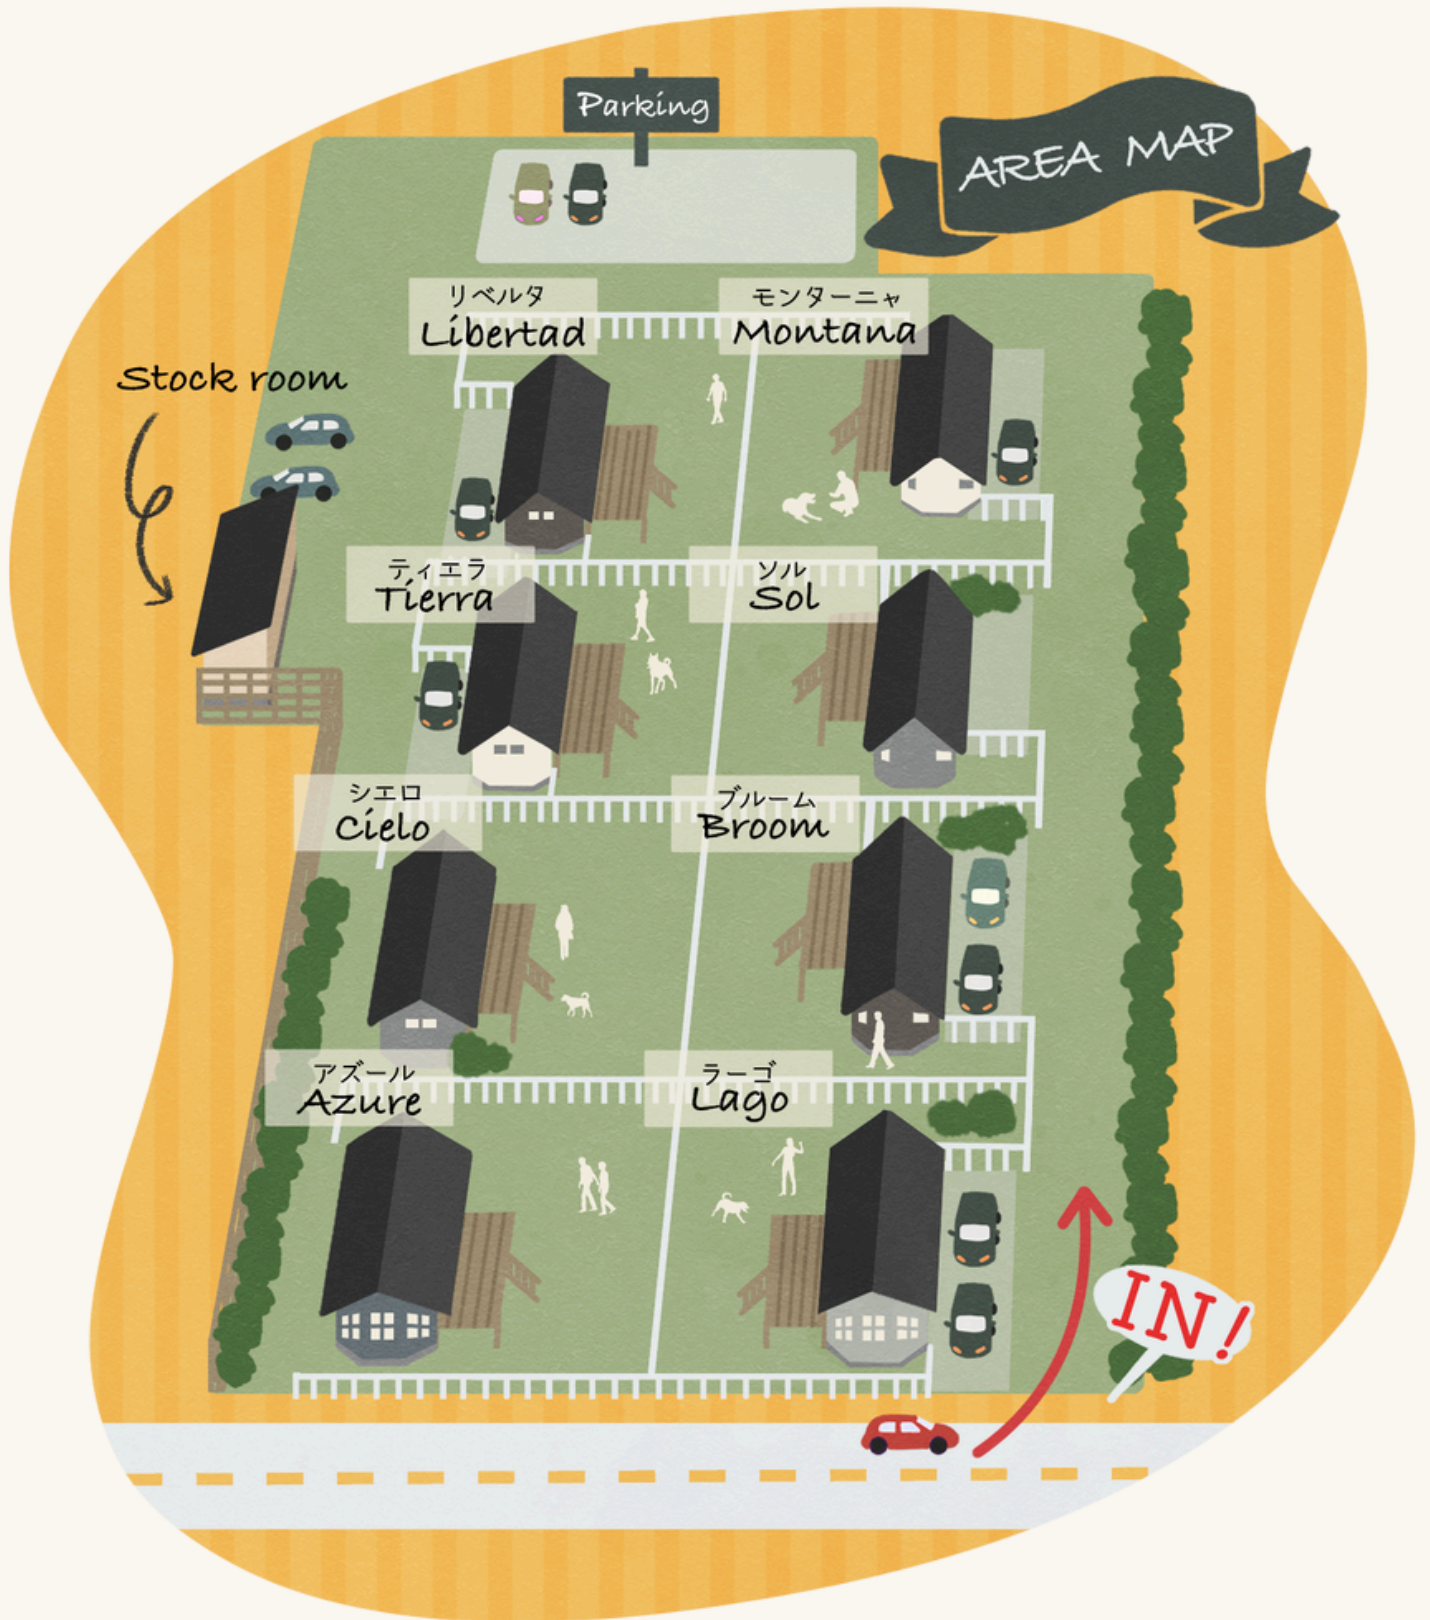 Parking
AREA MAP
リベルタ
Libertad
モンターニャ
Montana
Stock room
ティエラ
Tierra
ソル
Sol
シエロ
Cielo
ブルーム
Broom
アズール
Azure
ラーゴ
Lago
IN!